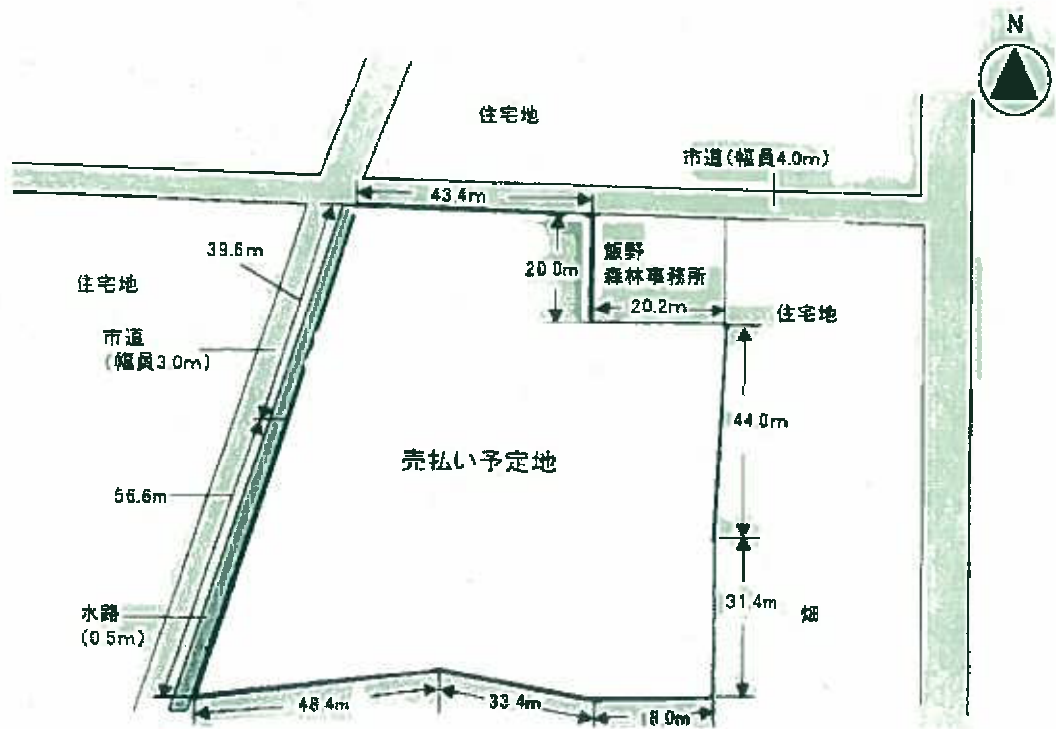 N
住宅地
市道(幅員4.0m)
43.4m
39.6m
飯野
森林事務所
20.0m
20.2m
住宅地
住宅地
市道
(幅員3.0m)
44.0m
売払い予定地
56.6m
31.4m
畑
水路
(0.5m)
48.4m
33.4m
18.0m